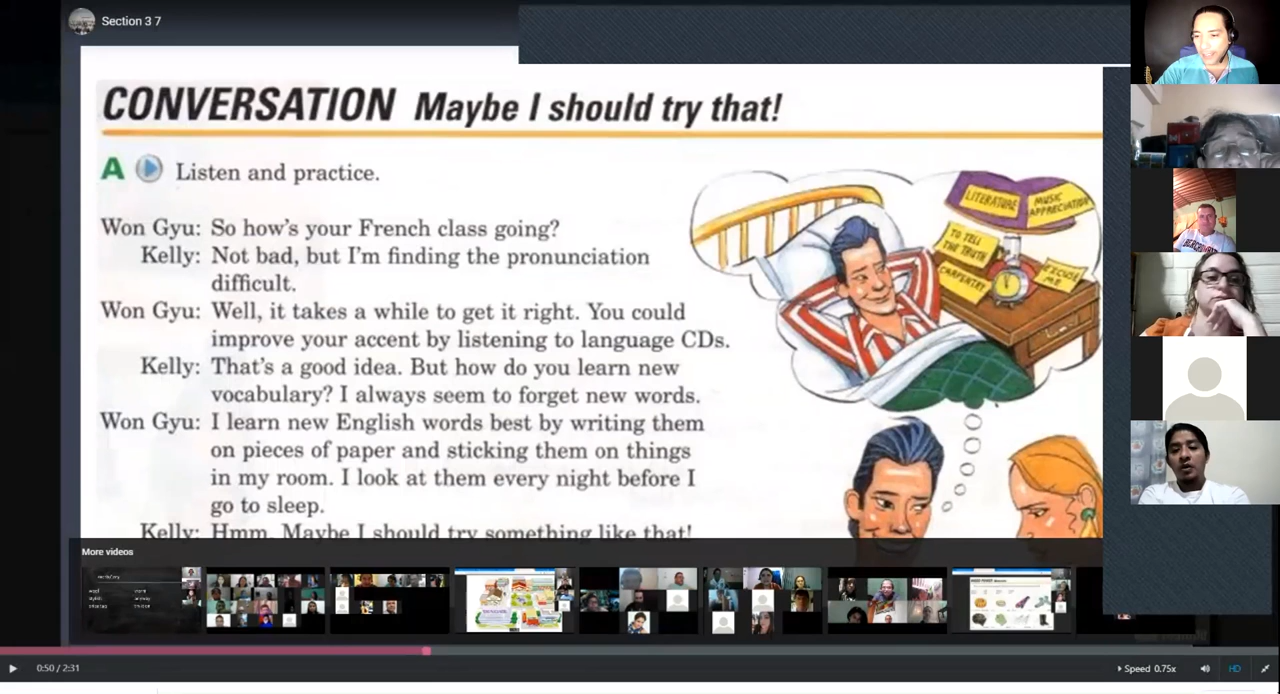 Section 3 7
CONVERSATION Maybe I should try that!
A Listen and practice.
Won Gyu: So how's your French class going?
Kelly: Not bad, but I'm finding the pronunciation
difficult.
Won Gyu: Well, it takes a while to get it right. You could
improve your accent by listening to language CDs.
Kelly: That's a good idea. But how do you learn new
vocabulary? I always seem to forget new words.
Won Gyu: I learn new English words best by writing them
on pieces of paper and sticking them on things
in my room. I look at them every night before I
go to sleep.
Kelly: Hmm. Maybe I should try something like that!
LITERATURE
MUSIC
APPRECIATION
TO TELL
THE TRUTH
CARPENTRY
EXCUSE
ME
More videos
0:50 / 2:31
Speed 0.75x
HD